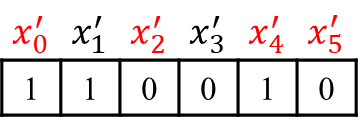 x′₀ x′₁ x′₂ x′₃ x′₄ x′₅
1 1 0 0 1 0